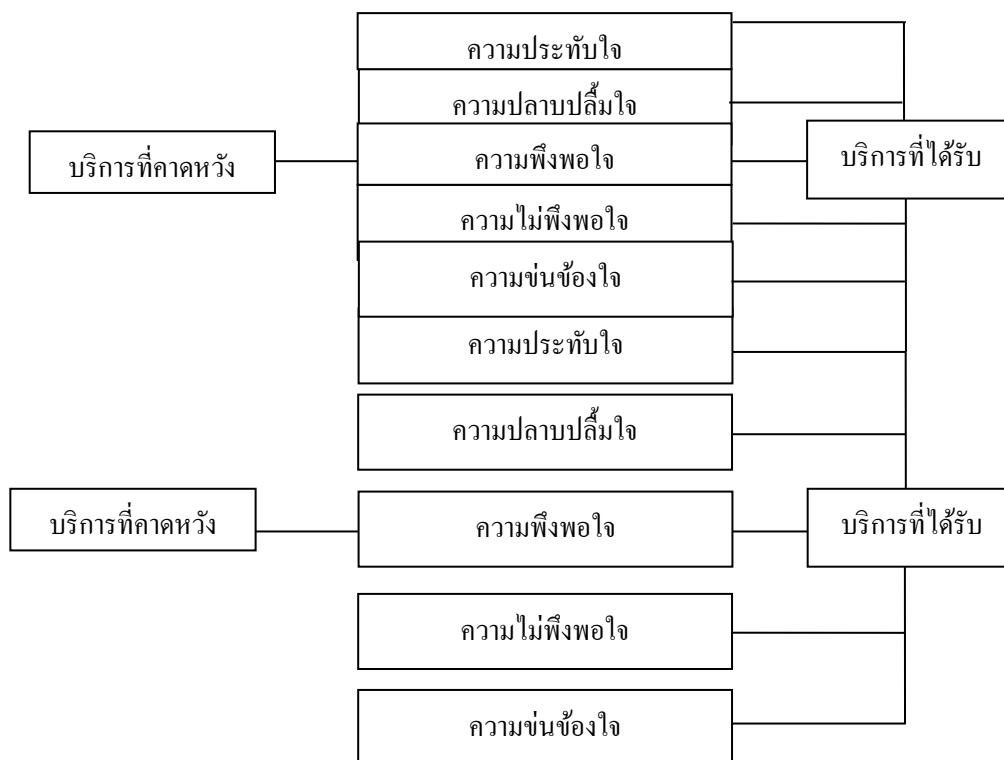 ความประทับใจ
ความปลาบปลื้มใจ
บริการที่คาดหวัง
ความพึงพอใจ
บริการที่ได้รับ
ความไม่พึงพอใจ
ความขุ่นข้องใจ
ความประทับใจ
ความปลาบปลื้มใจ
บริการที่คาดหวัง
ความพึงพอใจ
บริการที่ได้รับ
ความไม่พึงพอใจ
ความขุ่นข้องใจ